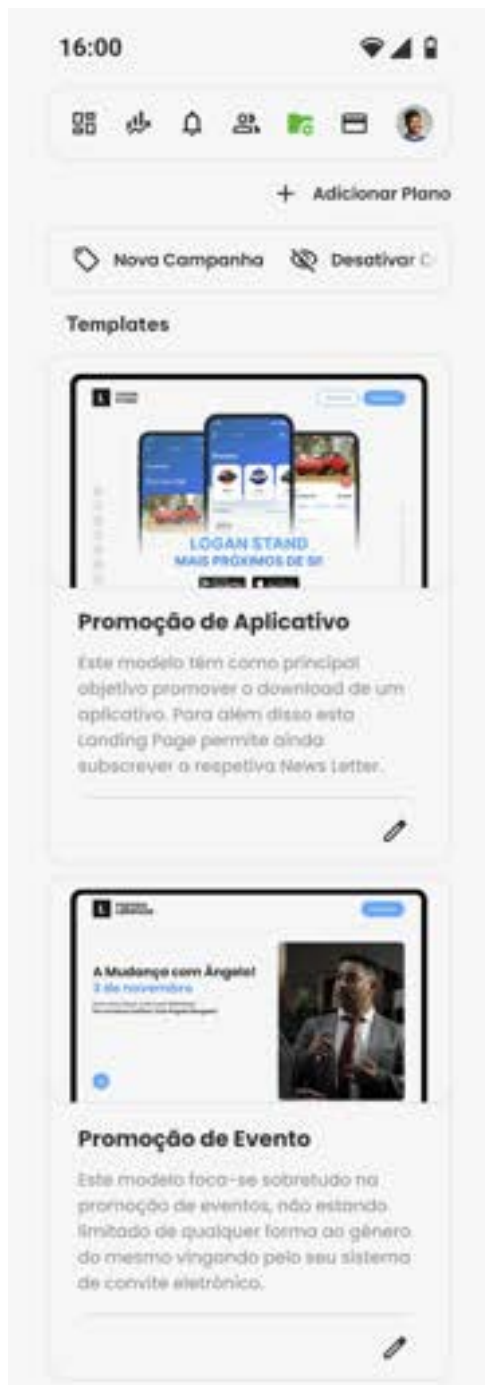 16:00
Adicionar Plano
Nova Campanha Desativar C
Templates
L
LOGAN STAND
MAIS PRÓXIMOS DE SI!
Promoção de Aplicativo
Este modelo têm como principal
objetivo promover o download de um
aplicativo. Para além disso esta
Landing Page permite ainda
subscrever a respetiva News Letter.
L
A Mudança com Ângelo!
3 de novembro
Promoção de Evento
Este modelo foca-se sobretudo na
promoção de eventos, não estando
limitado de qualquer forma ao género
do mesmo vingando pelo seu sistema
de convite eletrónico.